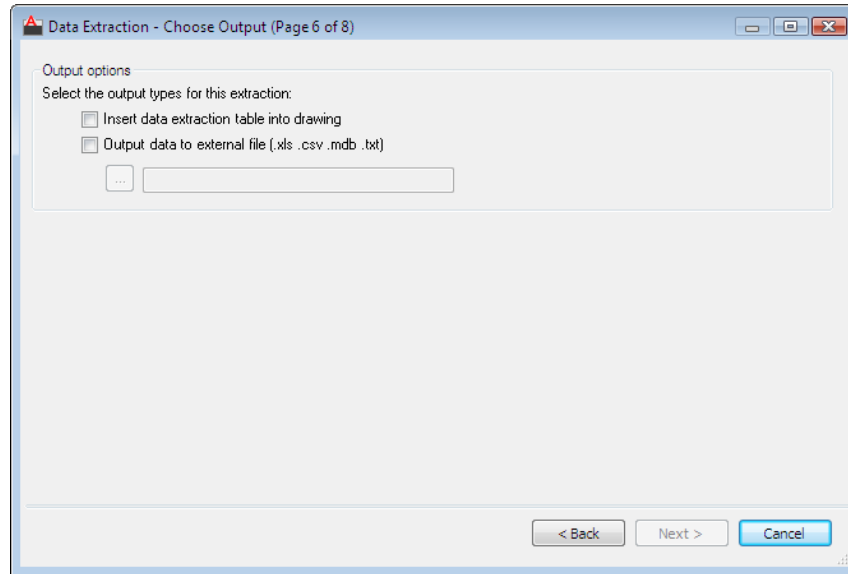 Data Extraction - Choose Output (Page 6 of 8)
Output options
Select the output types for this extraction:
Insert data extraction table into drawing
Output data to external file (.xls .csv .mdb .txt)
...
< Back Next > Cancel